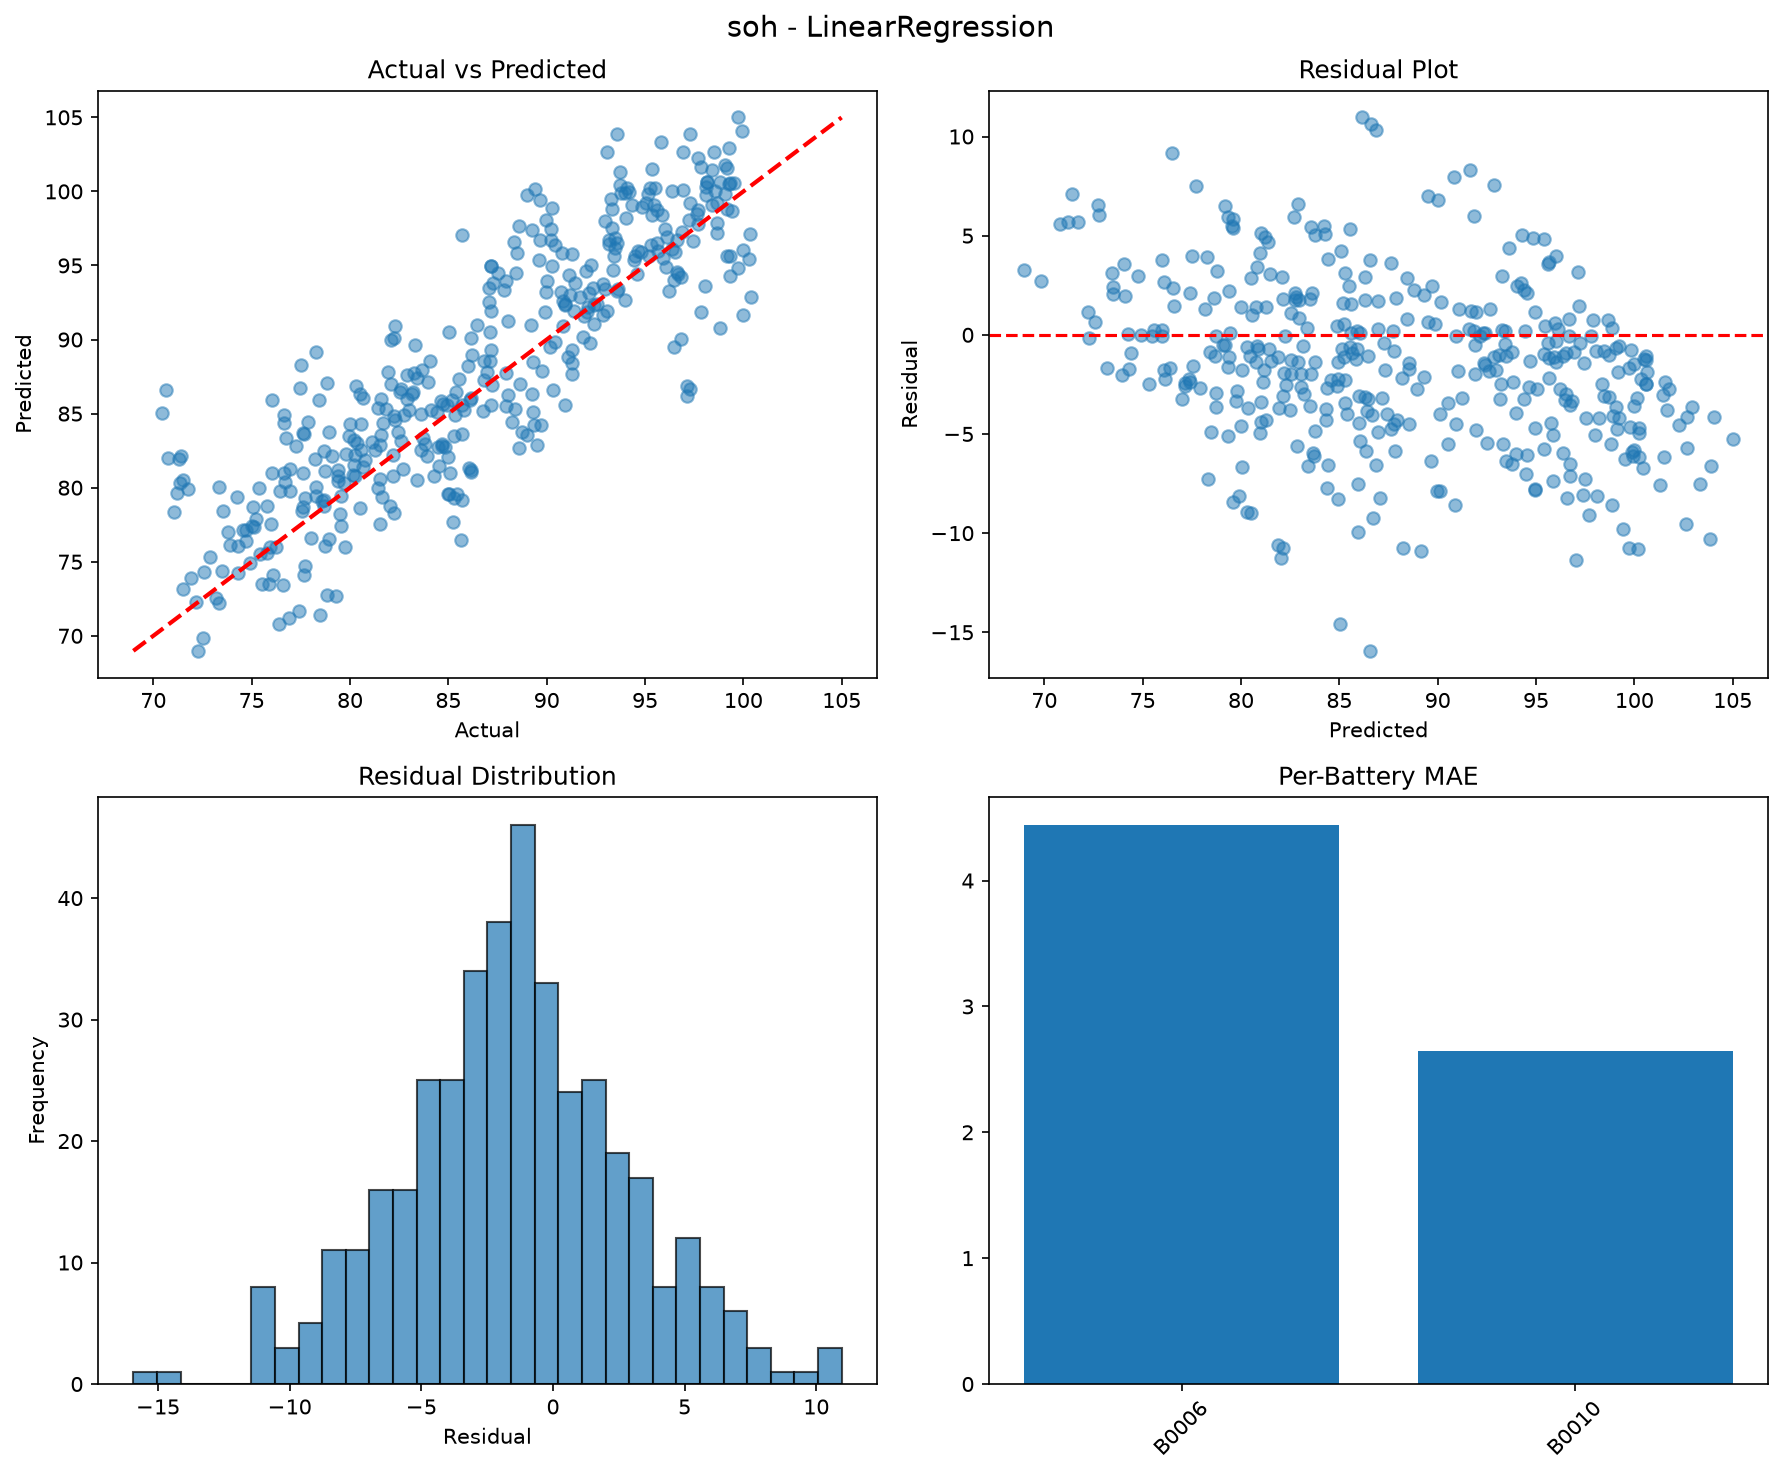 soh - LinearRegression
Actual vs Predicted
Predicted
105
100
95
90
85
80
75
70
70 75 80 85 90 95 100 105
Actual
Residual Plot
Residual
10
5
0
−5
−10
−15
70 75 80 85 90 95 100 105
Predicted
Residual Distribution
Frequency
40
30
20
10
0
−15 −10 −5 0 5 10
Residual
Per-Battery MAE
4
3
2
1
0
B0006 B0010